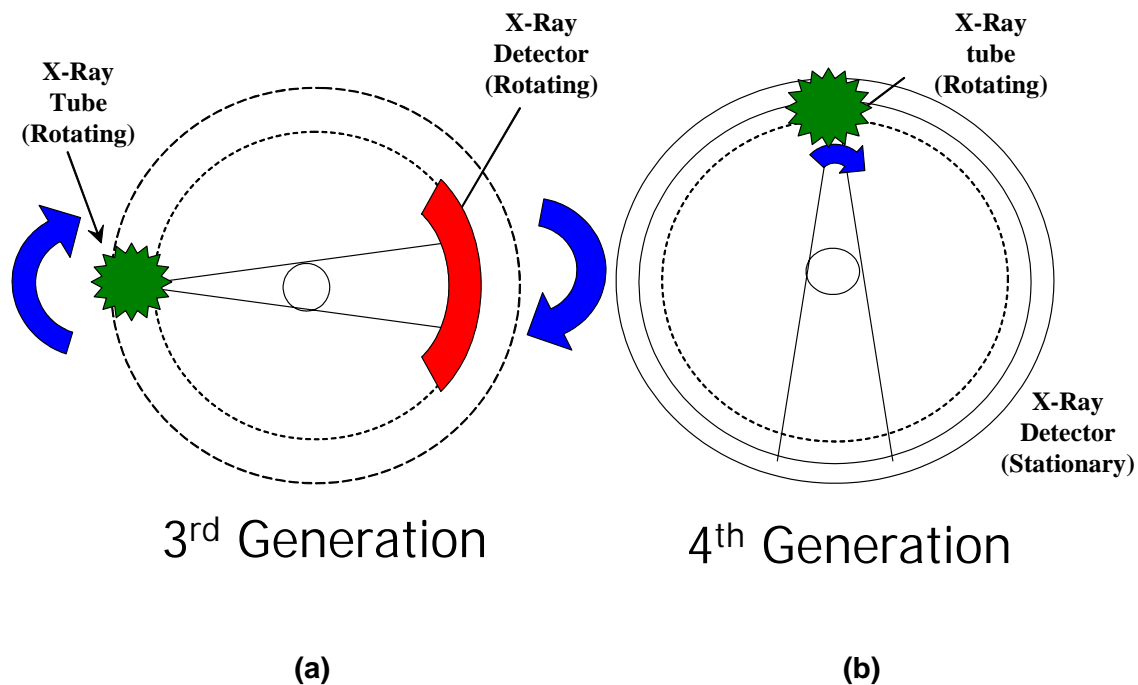 X-Ray
Tube
(Rotating)
X-Ray
Detector
(Rotating)
X-Ray
tube
(Rotating)
X-Ray
Detector
(Stationary)
3rd Generation
4th Generation
(a)
(b)